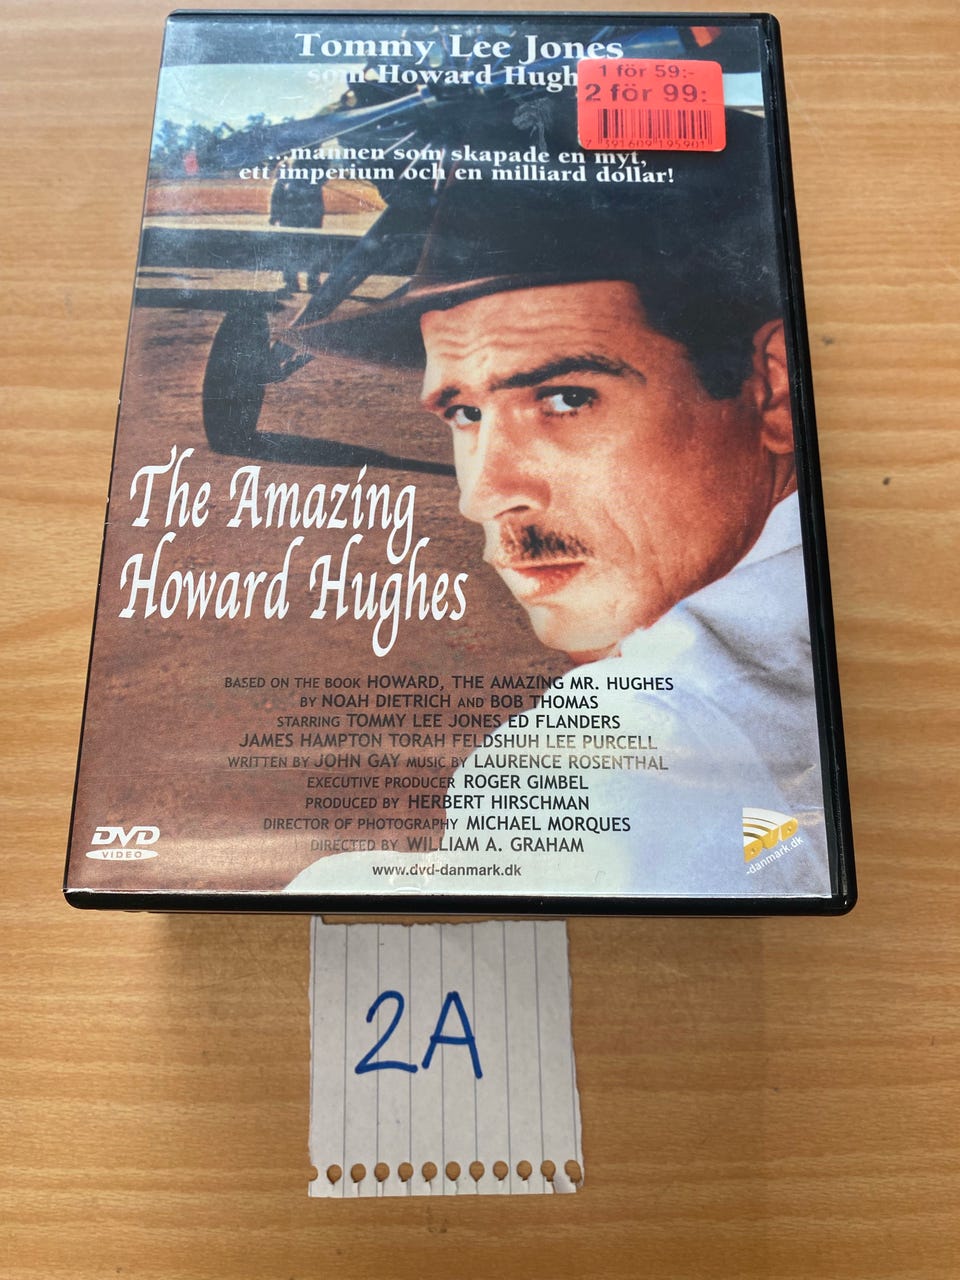 Tommy Lee Jones
som Howard
1 för 59:-
2 för 99:
7 391609 195901
...mannen som skapade en myt,
ett imperium och en milliard dollar!
The Amazing
Howard Hughes
BASED ON THE BOOK HOWARD, THE AMAZING MR. HUGHES
BY NOAH DIETRICH AND BOB THOMAS
STARRING TOMMY LEE JONES ED FLANDERS
JAMES HAMPTON TORAH FELDSHUH LEE PURCELL
WRITTEN BY JOHN GAY MUSIC BY LAURENCE ROSENTHAL
EXECUTIVE PRODUCER ROGER GIMBEL
PRODUCED BY HERBERT HIRSCHMAN
DIRECTOR OF PHOTOGRAPHY MICHAEL MORQUES
DIRECTED BY WILLIAM A. GRAHAM
www.dvd-danmark.dk
DVD
VIDEO
DVD
-danmark.dk
2A